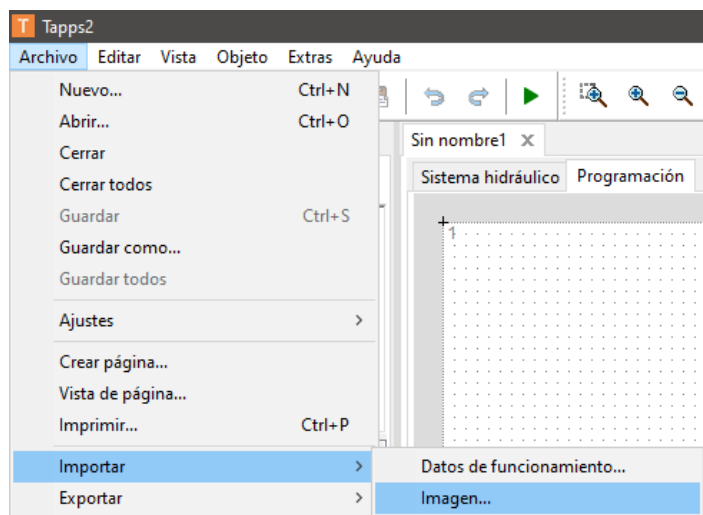 T Tapps2
Archivo Editar Vista Objeto Extras Ayuda
Nuevo... Ctrl+N
Abrir... Ctrl+O
Cerrar
Cerrar todos
Guardar Ctrl+S
Guardar como...
Guardar todos
Ajustes >
Crear página...
Vista de página...
Imprimir... Ctrl+P
Importar >
Exportar >
Sin nombre1 X
Sistema hidráulico Programación
1
Datos de funcionamiento...
Imagen...